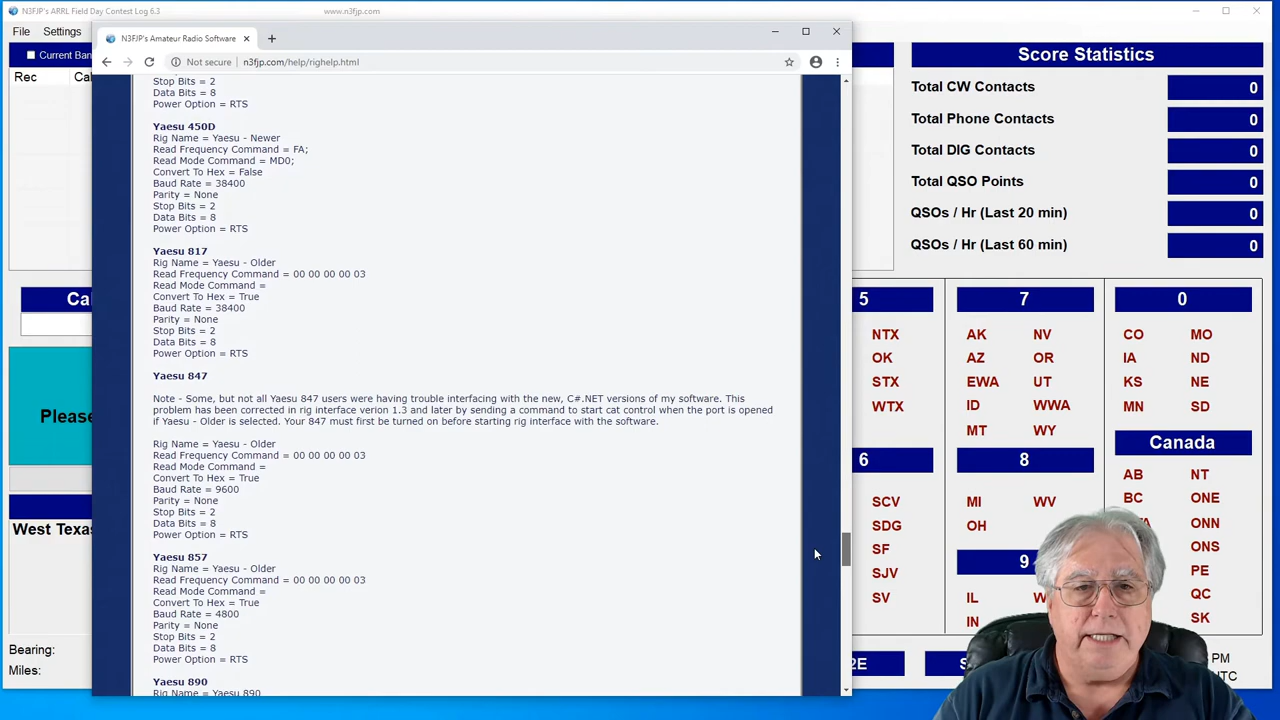 N3FJP's ARRL Field Day Contest Log 6.3
www.n3fjp.com
File
Settings
N3FJP's Amateur Radio Software
Not secure
n3fjp.com/help/righelp.html
Rec
Stop Bits = 2
Data Bits = 8
Power Option = RTS
Yaesu 450D
Rig Name = Yaesu - Newer
Read Frequency Command = FA;
Read Mode Command = MD0;
Convert To Hex = False
Baud Rate = 38400
Parity = None
Stop Bits = 2
Data Bits = 8
Power Option = RTS
Yaesu 817
Rig Name = Yaesu - Older
Read Frequency Command = 00 00 00 00 03
Read Mode Command =
Convert To Hex = True
Baud Rate = 38400
Parity = None
Stop Bits = 2
Data Bits = 8
Power Option = RTS
Yaesu 847
Note - Some, but not all Yaesu 847 users were having trouble interfacing with the new, C#.NET versions of my software. This
problem has been corrected in rig interface verion 1.3 and later by sending a command to start cat control when the port is opened
if Yaesu - Older is selected. Your 847 must first be turned on before starting rig interface with the software.
Rig Name = Yaesu - Older
Read Frequency Command = 00 00 00 00 03
Read Mode Command =
Convert To Hex = True
Baud Rate = 9600
Parity = None
Stop Bits = 2
Data Bits = 8
Power Option = RTS
Yaesu 857
Rig Name = Yaesu - Older
Read Frequency Command = 00 00 00 00 03
Read Mode Command =
Convert To Hex = True
Baud Rate = 4800
Parity = None
Stop Bits = 2
Data Bits = 8
Power Option = RTS
Yaesu 890
Rig Name = Yaesu 890
Current Ban
Ca
Please
West Texas
Bearing:
Miles:
Score Statistics
Total CW Contacts 0
Total Phone Contacts 0
Total DIG Contacts 0
Total QSO Points 0
QSOs / Hr (Last 20 min) 0
QSOs / Hr (Last 60 min) 0
5
NTX
OK
STX
WTX
6
SCV
SDG
SF
SJV
SV
7
AK NV
AZ OR
EWA UT
ID WWA
MT WY
8
MI WV
OH
9
IL W
IN
0
CO MO
IA ND
KS NE
MN SD
Canada
AB NT
BC ONE
ONN
ONS
PE
QC
SK
2E
S
PM
UTC